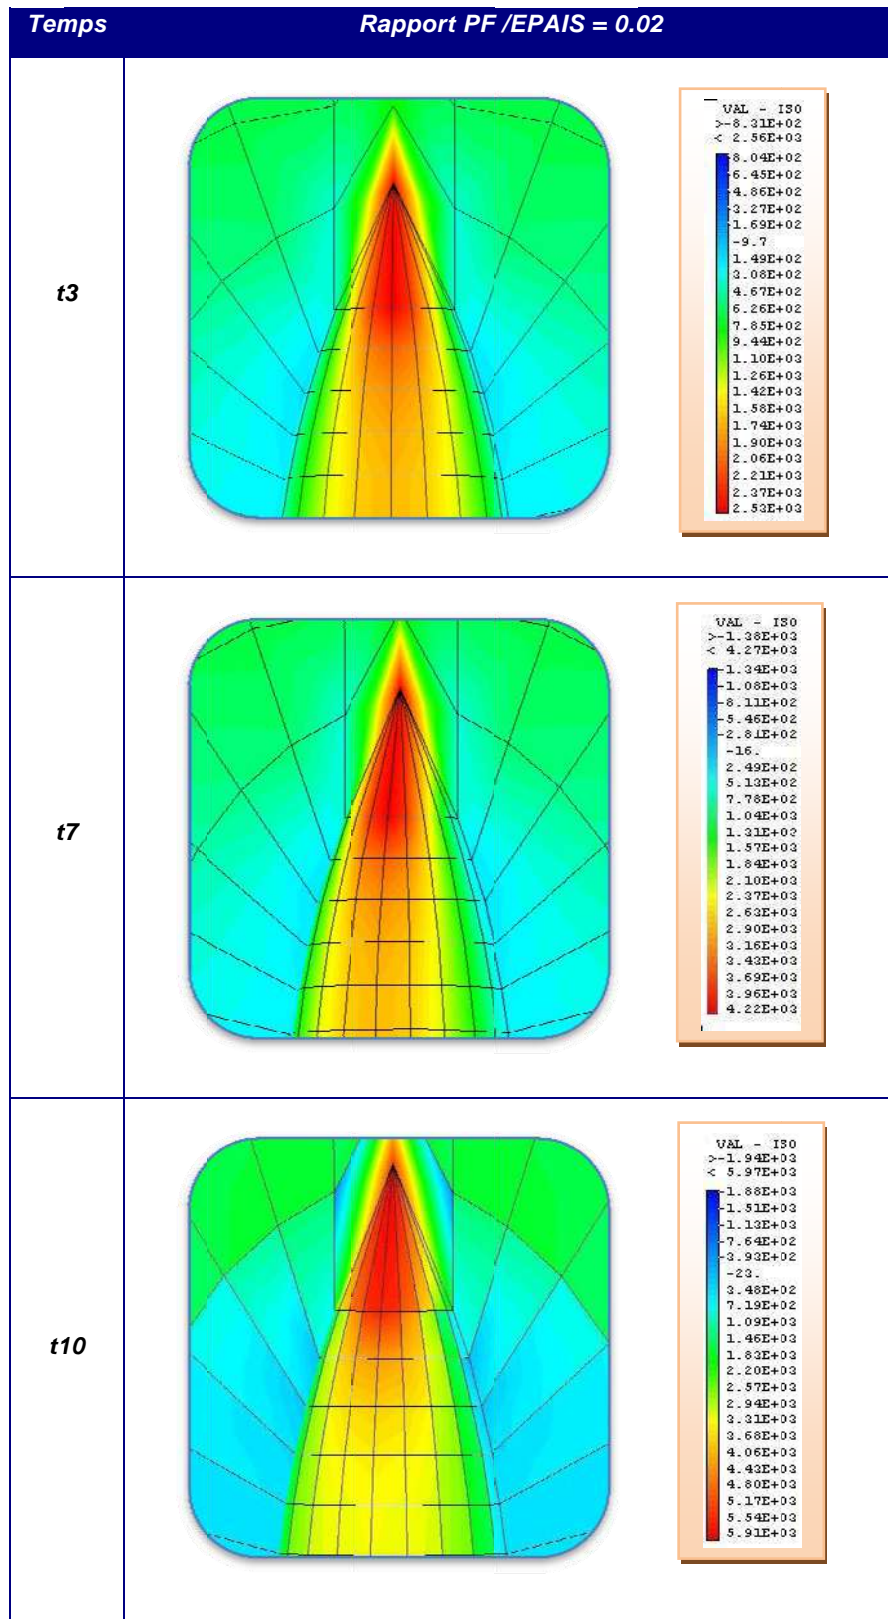 Temps Rapport PF /EPAIS = 0.02
t3
VAL - ISO
>-8.31E+02
< 2.56E+03
8.04E+02
6.45E+02
4.86E+02
3.27E+02
1.69E+02
-9.7
1.49E+02
3.08E+02
4.67E+02
6.26E+02
7.85E+02
9.44E+02
1.10E+03
1.26E+03
1.42E+03
1.58E+03
1.74E+03
1.90E+03
2.06E+03
2.21E+03
2.37E+03
2.53E+03
t7
VAL - ISO
>-1.38E+03
< 4.27E+03
-1.34E+03
-1.08E+03
-8.11E+02
-5.46E+02
-2.81E+02
-16.
2.49E+02
5.13E+02
7.78E+02
1.04E+03
1.31E+03
1.57E+03
1.84E+03
2.10E+03
2.37E+03
2.63E+03
2.90E+03
3.16E+03
3.43E+03
3.69E+03
3.96E+03
4.22E+03
t10
VAL - ISO
>-1.94E+03
< 5.97E+03
-1.88E+03
-1.51E+03
-1.13E+03
-7.64E+02
-3.93E+02
-23.
3.48E+02
7.19E+02
1.09E+03
1.46E+03
1.83E+03
2.20E+03
2.57E+03
2.94E+03
3.31E+03
3.68E+03
4.06E+03
4.43E+03
4.80E+03
5.17E+03
5.54E+03
5.91E+03